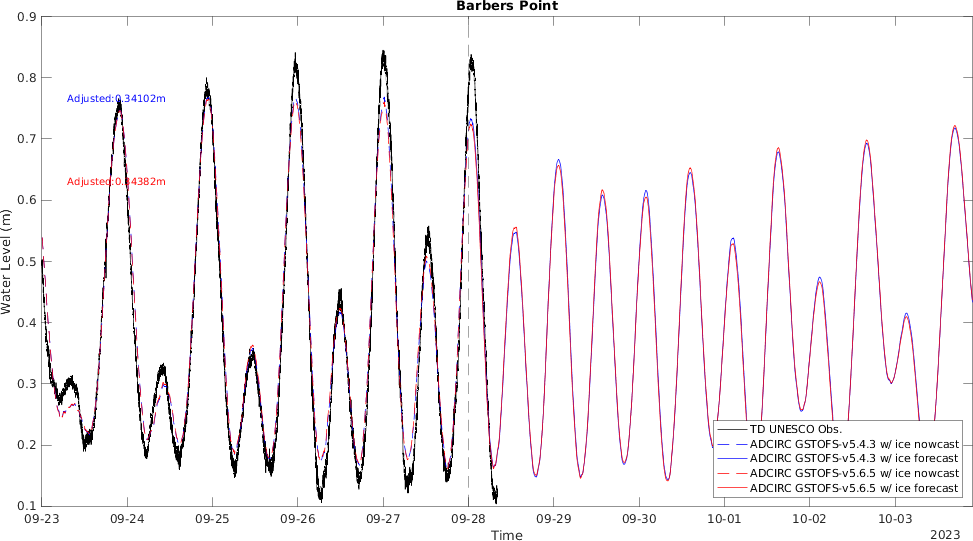 Barbers Point
0.9
0.8
0.7
0.6
0.5
0.4
0.3
0.2
0.1
Water Level (m)
Adjusted:0.34102m
Adjusted:0.34382m
TD UNESCO Obs.
ADCIRC GSTOFS-v5.4.3 w/ ice nowcast
ADCIRC GSTOFS-v5.4.3 w/ ice forecast
ADCIRC GSTOFS-v5.6.5 w/ ice nowcast
ADCIRC GSTOFS-v5.6.5 w/ ice forecast
09-23 09-24 09-25 09-26 09-27 09-28 09-29 09-30 10-01 10-02 10-03
Time
2023